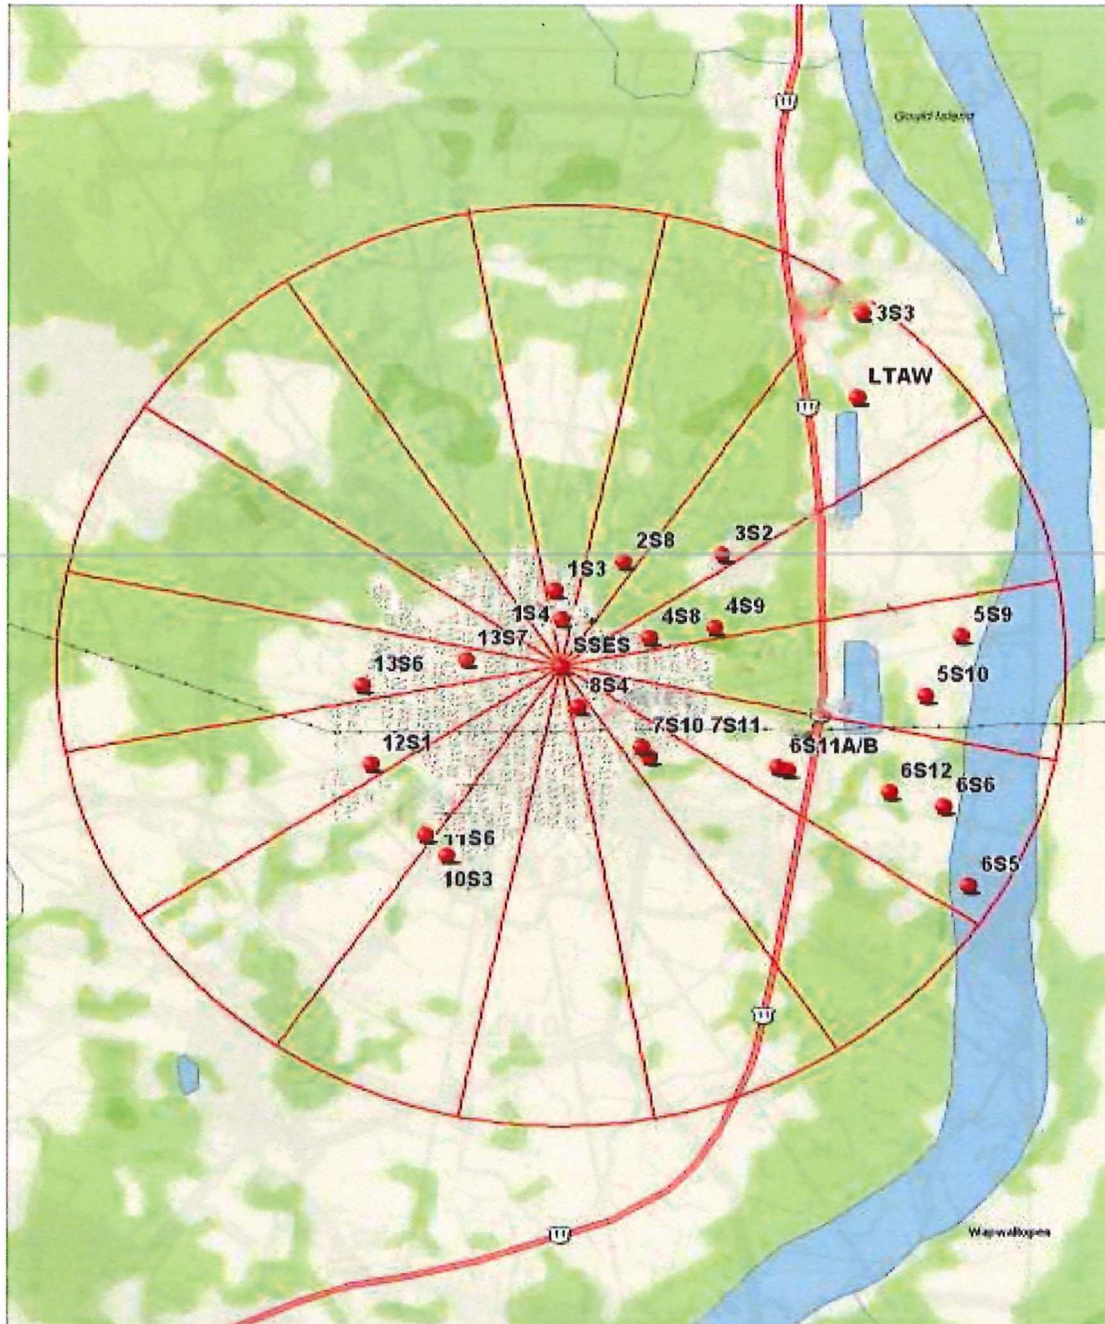 11
Gould Island
3S3
LTAW
11
2S8
3S2
1S3
1S4
4S8
4S9
13S7
SSES
5S9
13S6
8S4
5S10
7S10 7S11
12S1
6S11A/B
6S12
6S6
11S6
6S5
10S3
11
11
Wapwallopen